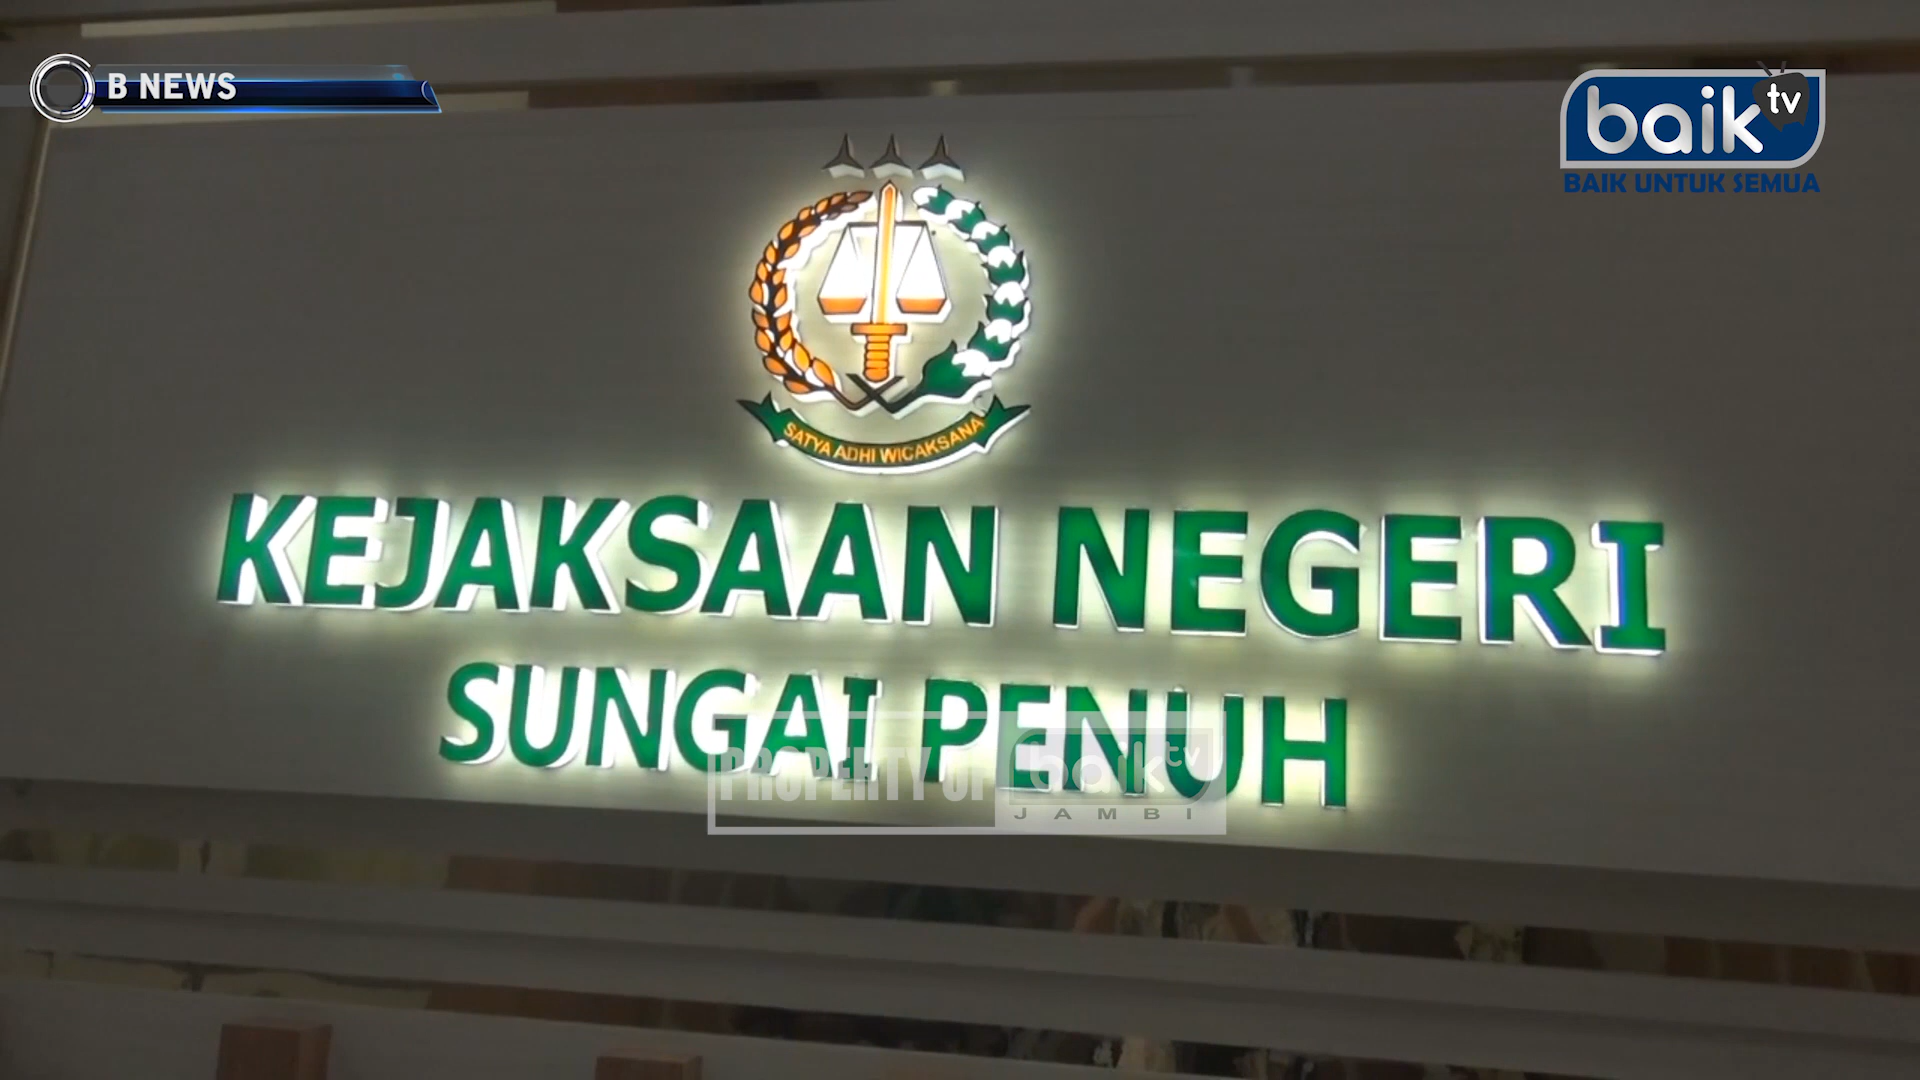 B NEWS
baik tv
BAIK UNTUK SEMUA
SATYA ADHI WICAKSANA
KEJAKSAAN NEGERI
SUNGAI PENUH
PROPERTY OF baik tv
JAMBI